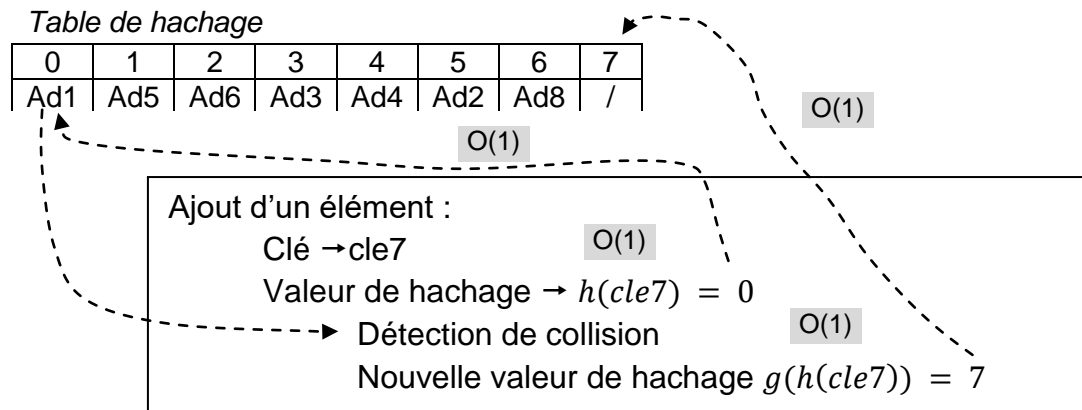 Table de hachage
0 1 2 3 4 5 6 7
Ad1 Ad5 Ad6 Ad3 Ad4 Ad2 Ad8 /
O(1)
O(1)
Ajout d'un élément :
Clé →cle7
O(1)
Valeur de hachage → h(cle7) = 0
Détection de collision
O(1)
Nouvelle valeur de hachage g(h(cle7)) = 7